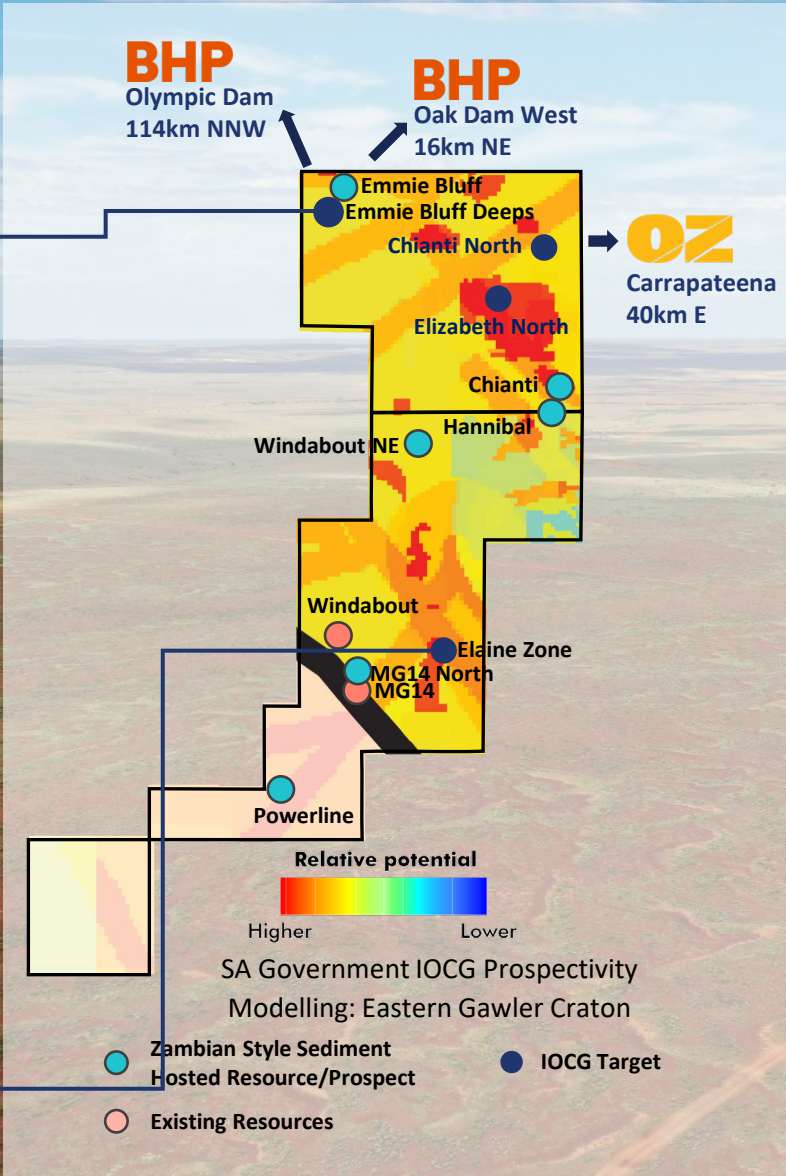 BHP
Olympic Dam
114km NNW
BHP
Oak Dam West
16km NE
Emmie Bluff
Emmie Bluff Deeps
Chianti North
OZ
Carrapateena
40km E
Elizabeth North
Chianti
Hannibal
Windabout NE
Windabout
Elaine Zone
MG14 North
MG14
Powerline
Relative potential
Higher
Lower
SA Government IOCG Prospectivity
Modelling: Eastern Gawler Craton
Zambian Style Sediment
Hosted Resource/Prospect
IOCG Target
Existing Resources